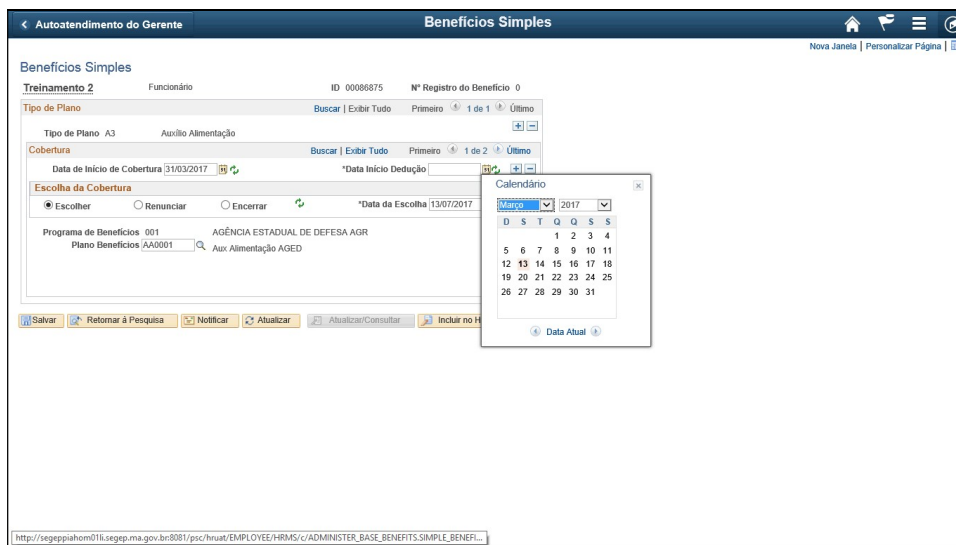 Autoatendimento do Gerente
Benefícios Simples
Nova Janela | Personalizar Página |
Benefícios Simples
Treinamento 2 Funcionário ID 00086875 Nº Registro do Benefício 0
Tipo de Plano Buscar | Exibir Tudo Primeiro 1 de 1 Último
Tipo de Plano A3 Auxílio Alimentação
Cobertura Buscar | Exibir Tudo Primeiro 1 de 2 Último
Data de Início de Cobertura 31/03/2017 *Data Início Dedução
Escolha da Cobertura
Escolher Renunciar Encerrar *Data da Escolha 13/07/2017
Programa de Benefícios 001 AGÊNCIA ESTADUAL DE DEFESA AGR
Plano Benefícios AA0001 Aux Alimentação AGED
Salvar Retornar à Pesquisa Notificar Atualizar Atualizar/Consultar Incluir no H
Calendário
Março 2017
D S T Q Q S S
1 2 3 4
5 6 7 8 9 10 11
12 13 14 15 16 17 18
19 20 21 22 23 24 25
26 27 28 29 30 31
Data Atual
http://segeppiahom01li.segep.ma.gov.br:8081/psc/hruat/EMPLOYEE/HRMS/c/ADMINISTER_BASE_BENEFITS.SIMPLE_BENEFI...